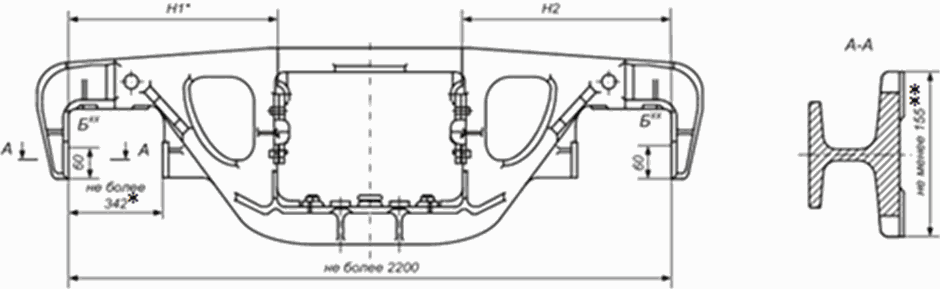 H1*
H2
A-A
Б××
Б××
A
A
60
60
не более
342*
не менее 155**
не более 2200